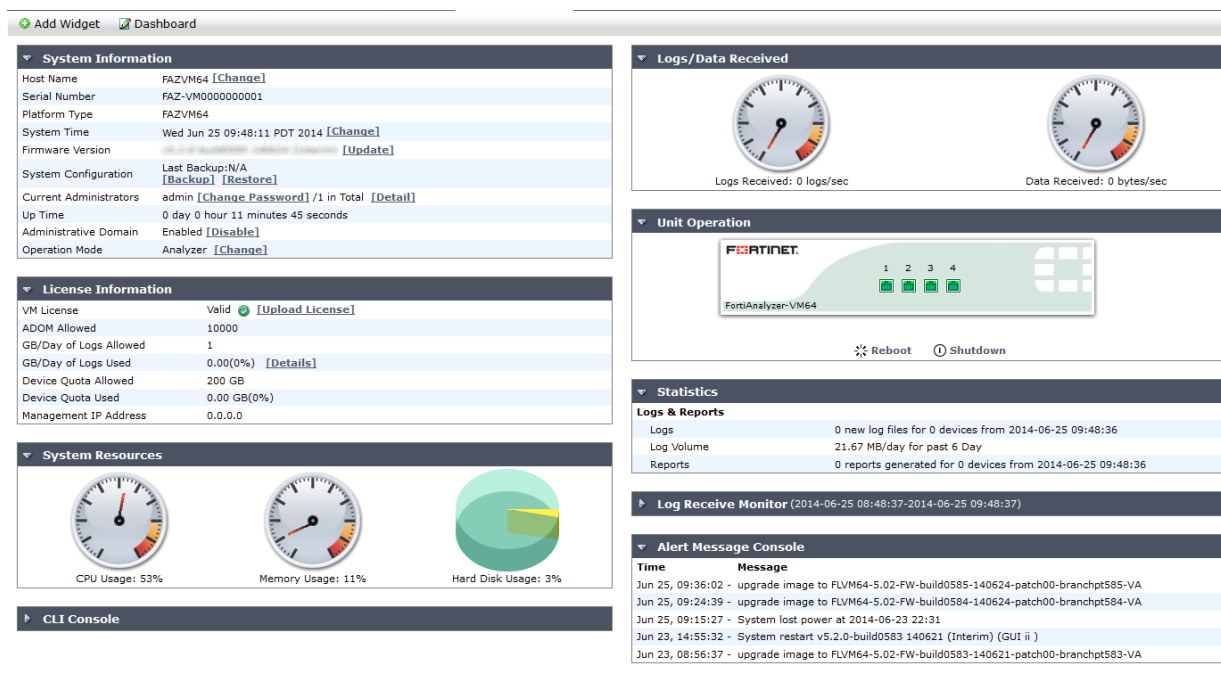 Add Widget Dashboard
System Information
Host Name FAZVM64 [Change]
Serial Number FAZ-VM0000000001
Platform Type FAZVM64
System Time Wed Jun 25 09:48:11 PDT 2014 [Change]
Firmware Version [Update]
System Configuration Last Backup:N/A
[Backup] [Restore]
Current Administrators admin [Change Password] /1 in Total [Detail]
Up Time 0 day 0 hour 11 minutes 45 seconds
Administrative Domain Enabled [Disable]
Operation Mode Analyzer [Change]
License Information
VM License Valid [Upload License]
ADOM Allowed 10000
GB/Day of Logs Allowed 1
GB/Day of Logs Used 0.00(0%) [Details]
Device Quota Allowed 200 GB
Device Quota Used 0.00 GB(0%)
Management IP Address 0.0.0.0
System Resources
CPU Usage: 53% Memory Usage: 11% Hard Disk Usage: 3%
CLI Console
Logs/Data Received
Logs Received: 0 logs/sec Data Received: 0 bytes/sec
Unit Operation
FORTINET.
1 2 3 4
FortiAnalyzer-VM64
Reboot Shutdown
Statistics
Logs & Reports
Logs 0 new log files for 0 devices from 2014-06-25 09:48:36
Log Volume 21.67 MB/day for past 6 Day
Reports 0 reports generated for 0 devices from 2014-06-25 09:48:36
Log Receive Monitor (2014-06-25 08:48:37-2014-06-25 09:48:37)
Alert Message Console
Time Message
Jun 25, 09:36:02 - upgrade image to FLVM64-5.02-FW-build0585-140624-patch00-branchpt585-VA
Jun 25, 09:24:39 - upgrade image to FLVM64-5.02-FW-build0584-140624-patch00-branchpt584-VA
Jun 25, 09:15:27 - System lost power at 2014-06-23 22:31
Jun 23, 14:55:32 - System restart v5.2.0-build0583 140621 (Interim) (GUI ii )
Jun 23, 08:56:37 - upgrade image to FLVM64-5.02-FW-build0583-140621-patch00-branchpt583-VA